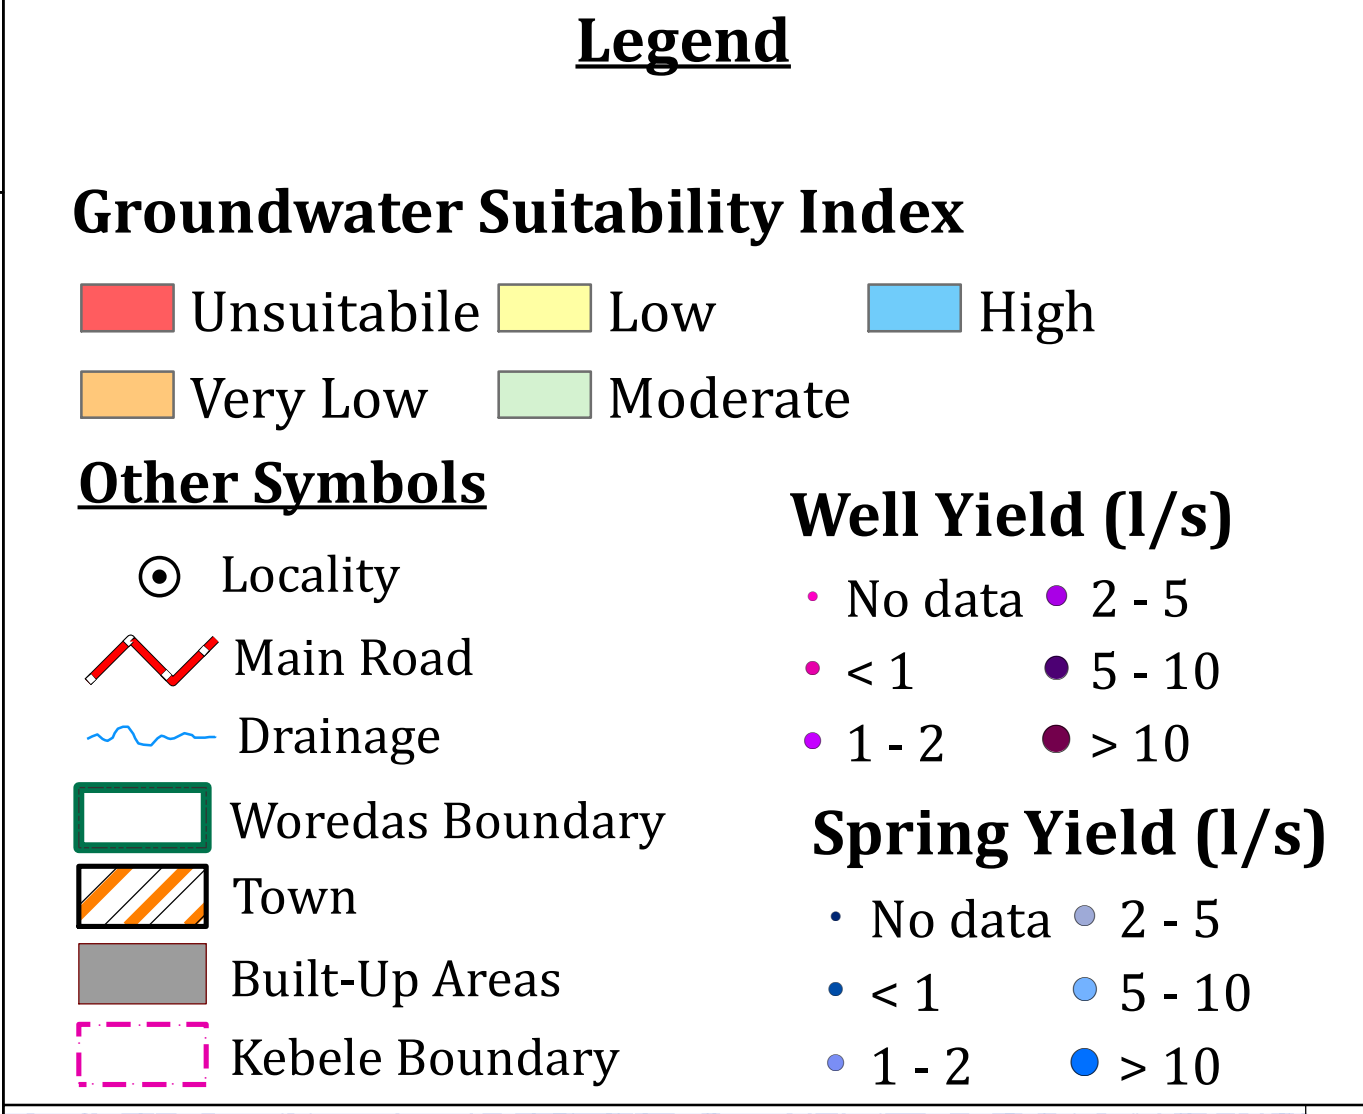 Legend
Groundwater Suitability Index
Unsuitabile Low High
Very Low Moderate
Other Symbols
Locality
Main Road
Drainage
Woredas Boundary
Town
Built-Up Areas
Kebele Boundary
Well Yield (l/s)
No data 2 - 5
< 1 5 - 10
1 - 2 > 10
Spring Yield (l/s)
No data 2 - 5
< 1 5 - 10
1 - 2 > 10